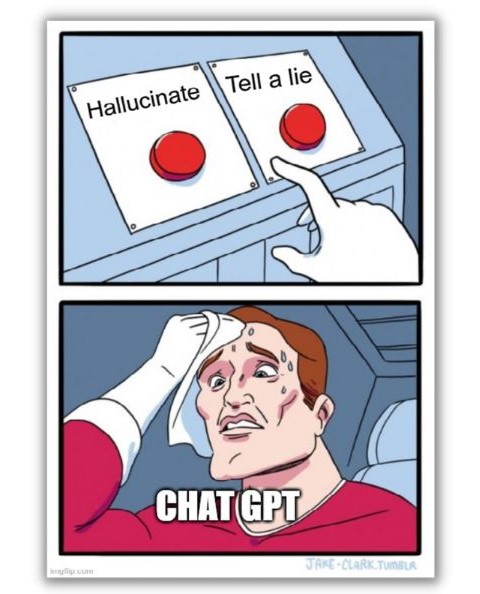 Hallucinate
Tell a lie
CHAT GPT
JAKE-CLARK.TUMBLR
imgflip.com